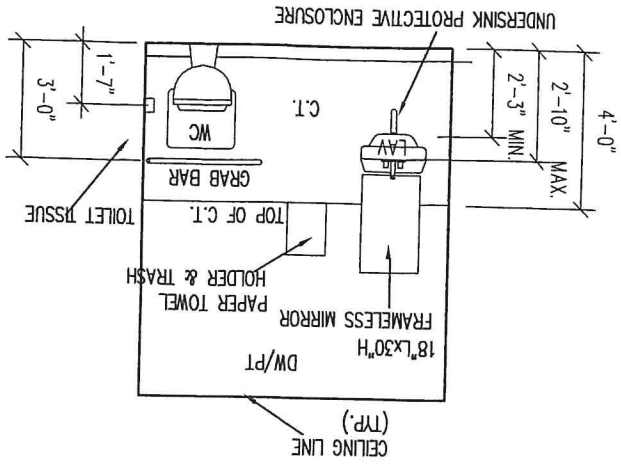 CEILING LINE
(TYP.)
DW/PT
18"Lx30"H
FRAMELESS MIRROR
PAPER TOWEL
HOLDER & TRASH
TOP OF C.T.
TOILET TISSUE
GRAB BAR
WC
LAV
C.T.
4'-0"
MAX.
2'-10"
2'-3" MIN.
3'-0"
1'-7"
UNDERSINK PROTECTIVE ENCLOSURE